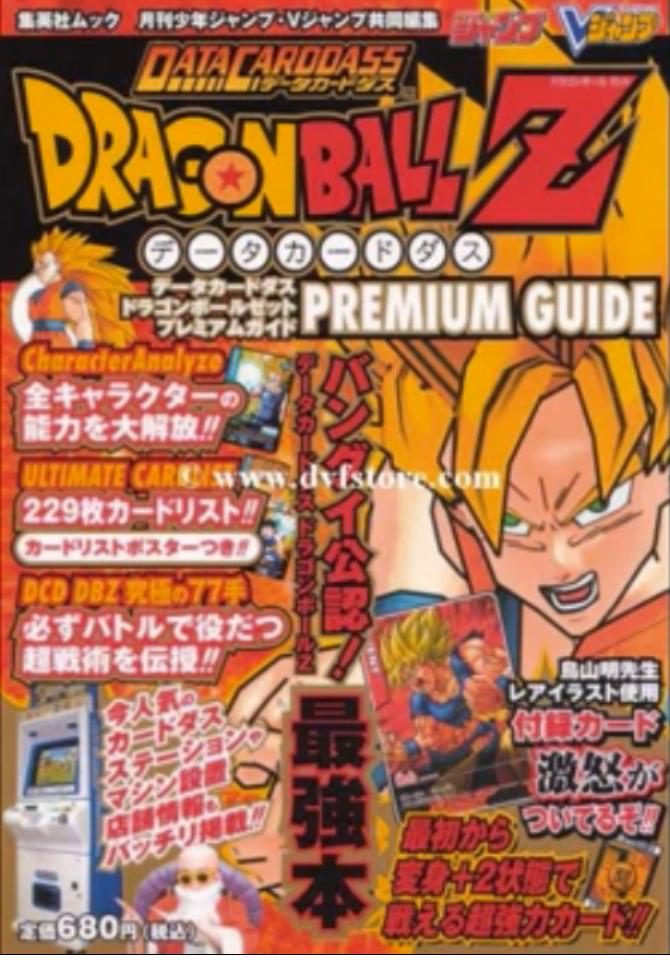 集英社ムック 月刊少年ジャンプ・Vジャンプ共同編集
ジャンプ Vジャンプ
DATACARDDASS
データカードダス
ドラゴンボールゼット
DRAGONBALL Z
データカードダス
データカードダス
ドラゴンボールゼット
プレミアムガイド
PREMIUM GUIDE
CharacterAnalyze
全キャラクターの
能力を大解放!!
ULTIMATE CARD
© www.dvfstore.com
229枚カードリスト!!
カードリストポスターつき!!
DCD DBZ 究極の77手
必ずバトルで役だつ
超戦術を伝授!!
バンダイ公認!
データカードダス ドラゴンボールZ
最強本
今人気の
カードダス
ステーションや
マシン設置
店舗情報も
バッチリ掲載!!
鳥山明先生
レアイラスト使用
付録カード
激怒が
ついてるぞ!!
最初から
変身+2状態で
戦える超強力カード!!
定価680円(税込)